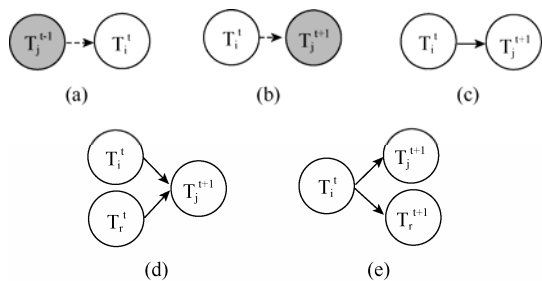 T_j^{t-1} T_i^t T_i^t T_j^{t+1} T_i^t T_j^{t+1}
(a) (b) (c)
T_i^t T_r^t T_j^{t+1} T_i^t T_j^{t+1} T_r^{t+1}
(d) (e)